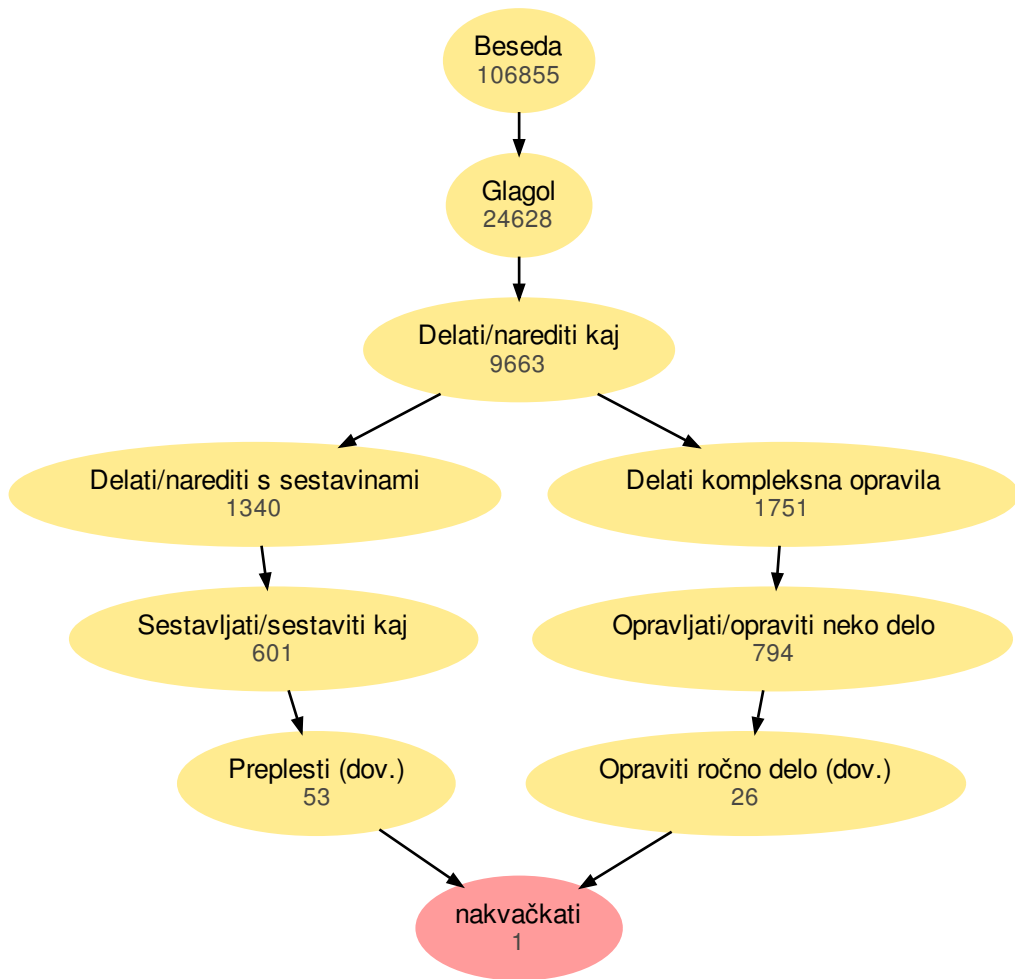 Beseda
106855
Glagol
24628
Delati/narediti kaj
9663
Delati/narediti s sestavinami
1340
Delati kompleksna opravila
1751
Sestavljati/sestaviti kaj
601
Opravljati/opraviti neko delo
794
Preplesti (dov.)
53
Opraviti ročno delo (dov.)
26
nakvačkati
1